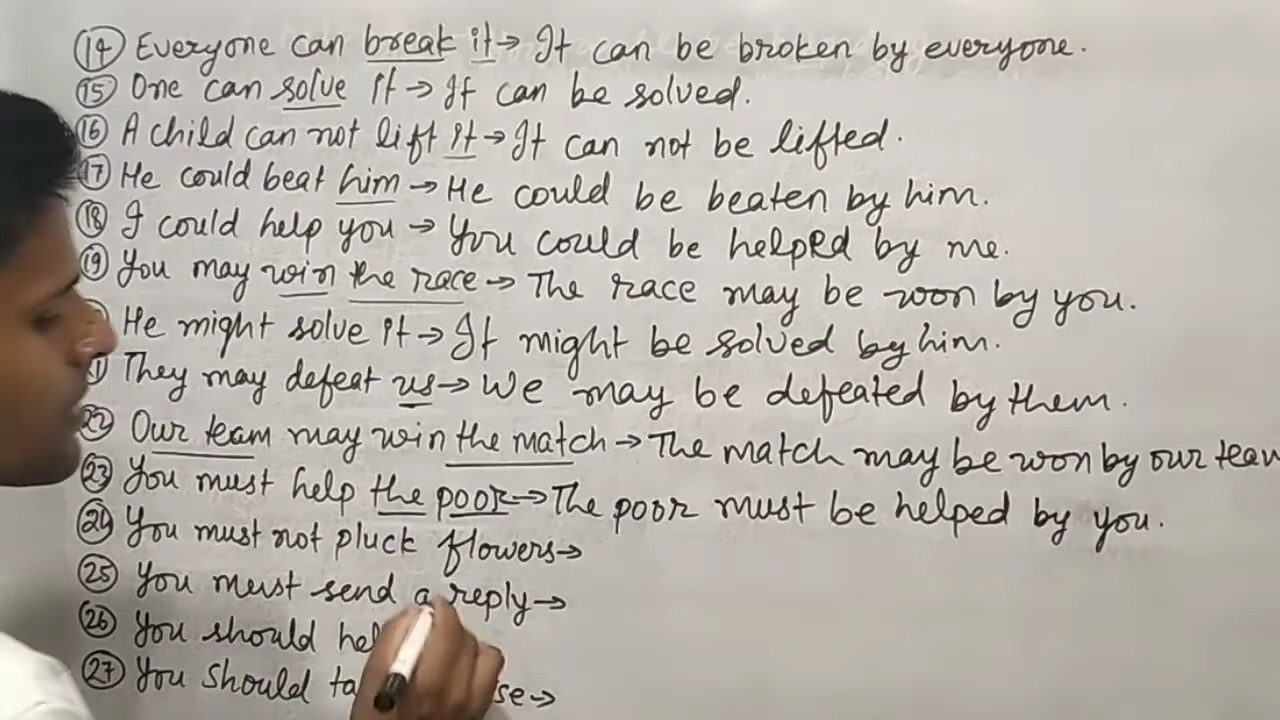 14 Everyone can break it → It can be broken by everyone.
15 One can solve it → It can be solved.
16 A child can not lift it → It can not be lifted.
17 He could beat him → He could be beaten by him.
18 I could help you → You could be helped by me.
19 You may win the race → The race may be won by you.
He might solve it → It might be solved by him.
They may defeat us → We may be defeated by them.
22 Our team may win the match → The match may be won by our team
23 You must help the poor → The poor must be helped by you.
24 You must not pluck flowers →
25 You must send a reply →
26 You should
27 You should →